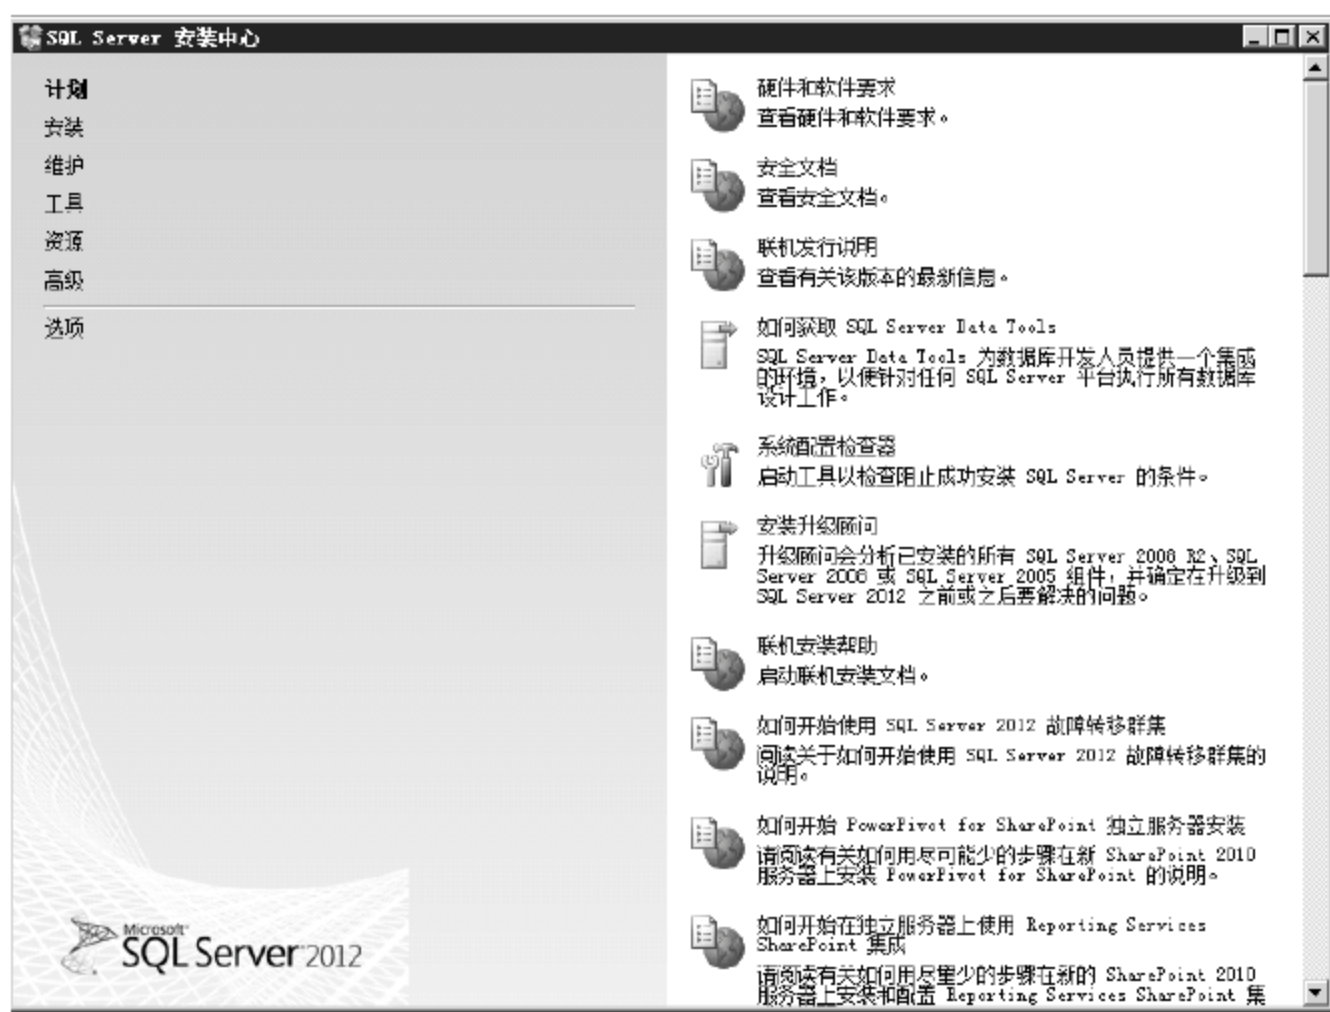 SQL Server 安装中心
计划
安装
维护
工具
资源
高级
选项
硬件和软件要求
查看硬件和软件要求。
安全文档
查看安全文档。
联机发行说明
查看有关该版本的最新信息。
如何获取 SQL Server Data Tools
SQL Server Data Tools 为数据库开发人员提供一个集成
的环境，以便针对任何 SQL Server 平台执行所有数据库
设计工作。
系统配置检查器
启动工具以检查阻止成功安装 SQL Server 的条件。
安装升级顾问
升级顾问会分析已安装的所有 SQL Server 2008 R2、SQL
Server 2008 或 SQL Server 2005 组件，并确定在升级到
SQL Server 2012 之前或之后要解决的问题。
联机安装帮助
启动联机安装文档。
如何开始使用 SQL Server 2012 故障转移群集
阅读关于如何开始使用 SQL Server 2012 故障转移群集的
说明。
如何开始 PowerPivot for SharePoint 独立服务器安装
请阅读有关如何用尽可能少的步骤在新 SharePoint 2010
服务器上安装 PowerPivot for SharePoint 的说明。
如何开始在独立服务器上使用 Reporting Services
SharePoint 集成
请阅读有关如何用尽量少的步骤在新的 SharePoint 2010
服务器上安装和配置 Reporting Services SharePoint 集
Microsoft
SQL Server 2012